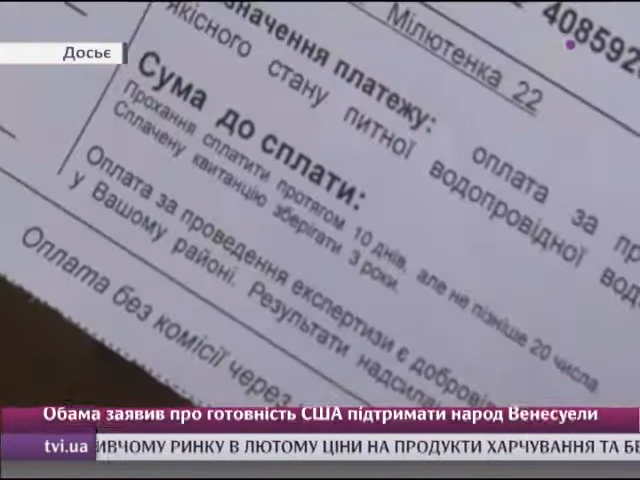 Досьє
Мілютенка 22
408592
значення платежу: оплата за
якісного стану питної водопровідної
Сума до сплати:
Прохання сплатити протягом 10 днів, але не пізніше 20 числа
Сплачену квитанцію зберігати 3 роки.
Оплата за проведення експертизи є
у Вашому районі. Результати
Оплата без комісії через
Обама заявив про готовність США підтримати народ Венесуели
tvi.ua
ИВЧОМУ РИНКУ В ЛЮТОМУ ЦІНИ НА ПРОДУКТИ ХАРЧУВАННЯ ТА БЕ